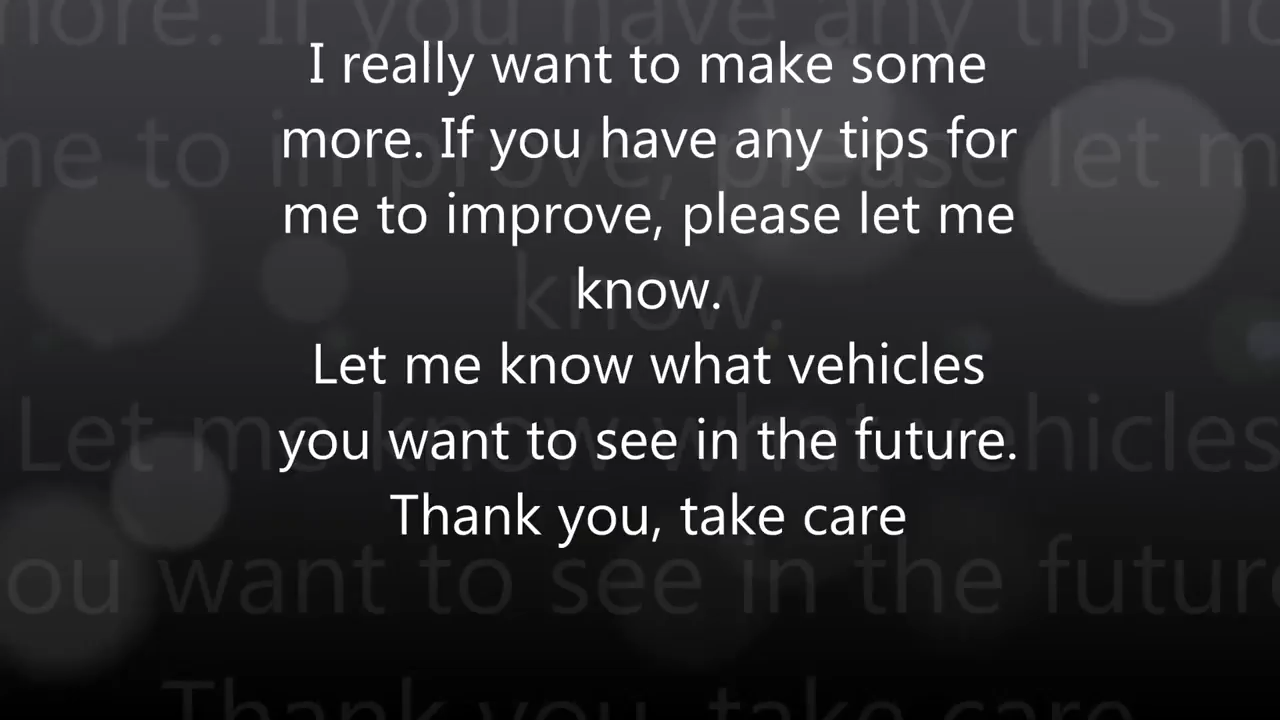 I really want to make some
more. If you have any tips for
me to improve, please let me
know.
Let me know what vehicles
you want to see in the future.
Thank you, take care